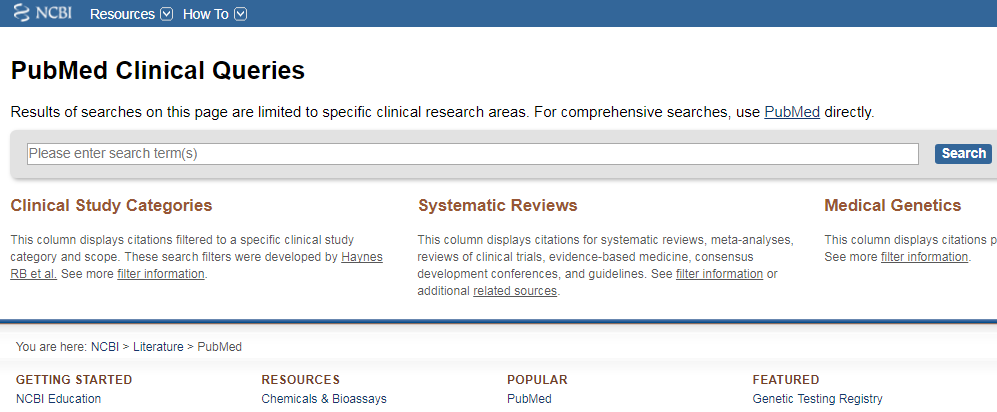 NCBI Resources How To
PubMed Clinical Queries
Results of searches on this page are limited to specific clinical research areas. For comprehensive searches, use PubMed directly.
Please enter search term(s) Search
Clinical Study Categories
This column displays citations filtered to a specific clinical study
category and scope. These search filters were developed by Haynes
RB et al. See more filter information.
Systematic Reviews
This column displays citations for systematic reviews, meta-analyses,
reviews of clinical trials, evidence-based medicine, consensus
development conferences, and guidelines. See filter information or
additional related sources.
Medical Genetics
This column displays citations p
See more filter information.
You are here: NCBI > Literature > PubMed
GETTING STARTED
NCBI Education
RESOURCES
Chemicals & Bioassays
POPULAR
PubMed
FEATURED
Genetic Testing Registry